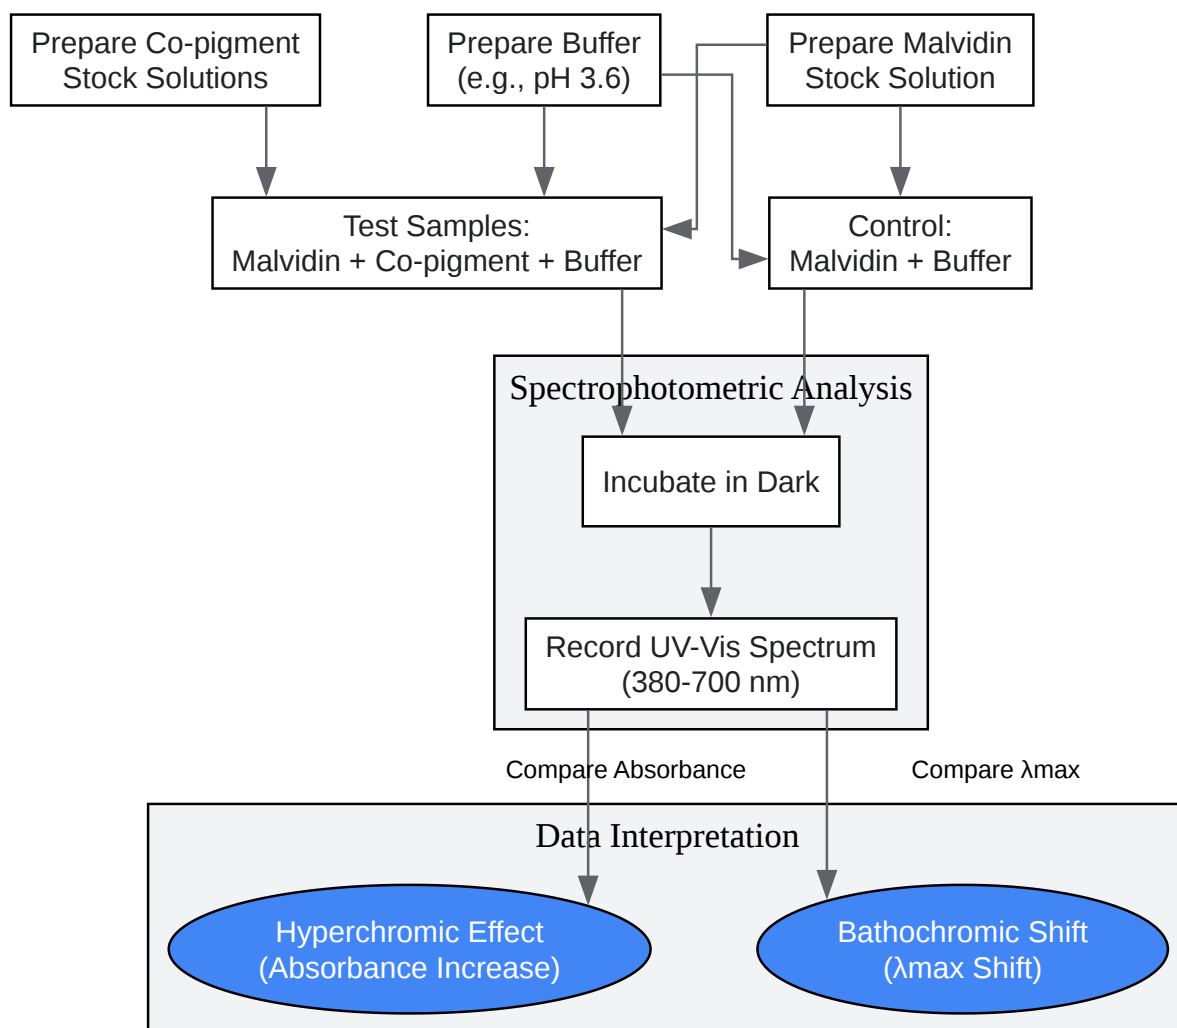 Prepare Co-pigment
Stock Solutions
Prepare Buffer
(e.g., pH 3.6)
Prepare Malvidin
Stock Solution
Test Samples:
Malvidin + Co-pigment + Buffer
Control:
Malvidin + Buffer
Spectrophotometric Analysis
Incubate in Dark
Record UV-Vis Spectrum
(380-700 nm)
Compare Absorbance
Compare λmax
Data Interpretation
Hyperchromic Effect
(Absorbance Increase)
Bathochromic Shift
(λmax Shift)